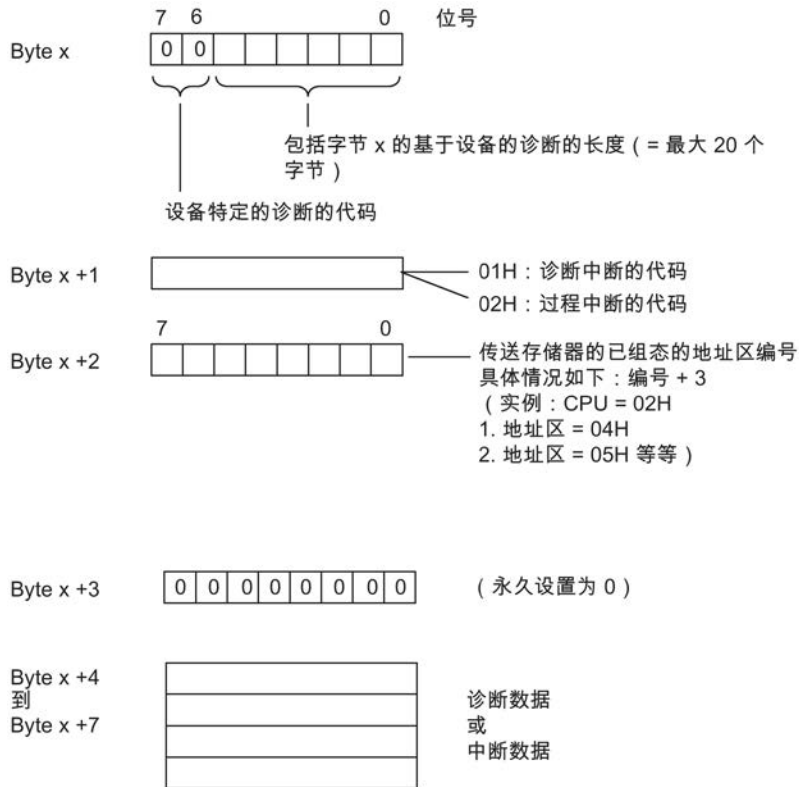 7 6 0 位号
Byte x 0 0
包括字节 x 的基于设备的诊断的长度（= 最大 20 个
字节）
设备特定的诊断的代码
Byte x +1
01H：诊断中断的代码
02H：过程中断的代码
7 0
Byte x +2
传送存储器的已组态的地址区编号
具体情况如下：编号 + 3
（实例：CPU = 02H
1. 地址区 = 04H
2. 地址区 = 05H 等等）
Byte x +3 0 0 0 0 0 0 0 0 （永久设置为 0）
Byte x +4
到
Byte x +7
诊断数据
或
中断数据